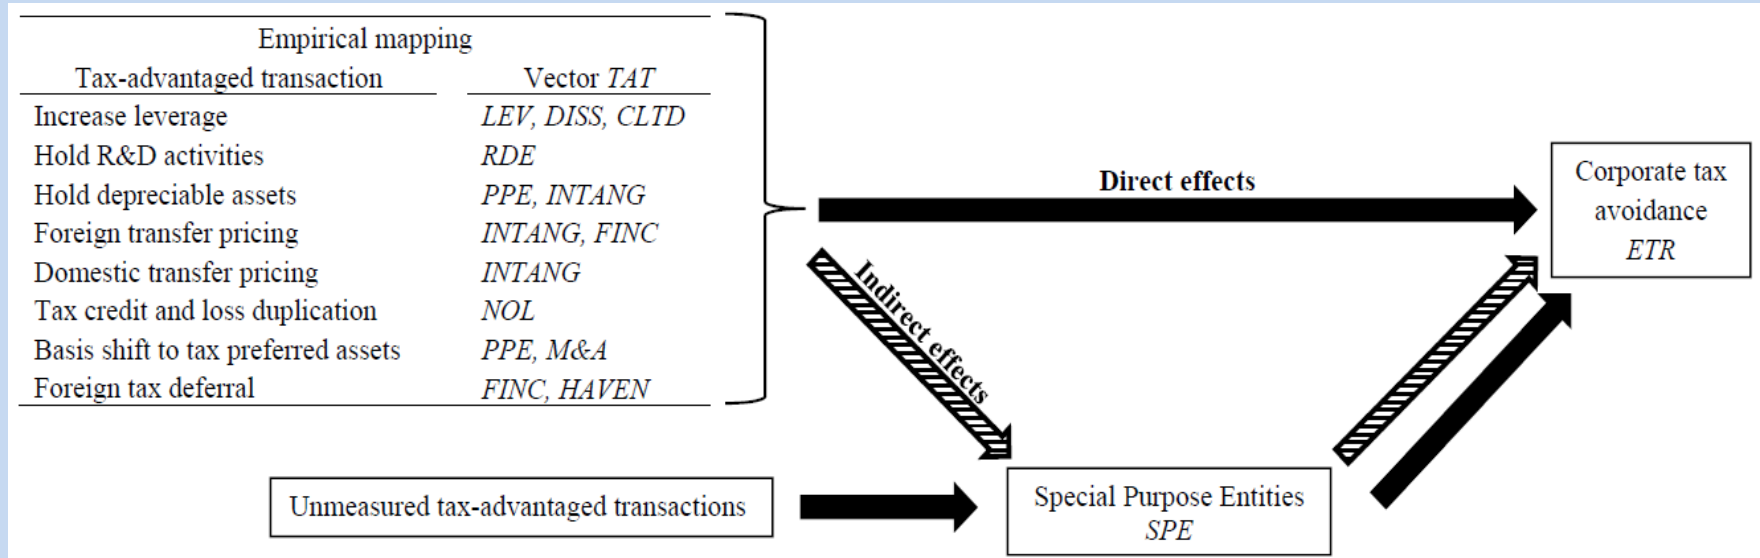 Empirical mapping
Tax-advantaged transaction Vector TAT
Increase leverage LEV, DISS, CLTD
Hold R&D activities RDE
Hold depreciable assets PPE, INTANG
Foreign transfer pricing INTANG, FINC
Domestic transfer pricing INTANG
Tax credit and loss duplication NOL
Basis shift to tax preferred assets PPE, M&A
Foreign tax deferral FINC, HAVEN
Direct effects
Indirect effects
Corporate tax
avoidance
ETR
Unmeasured tax-advantaged transactions
Special Purpose Entities
SPE